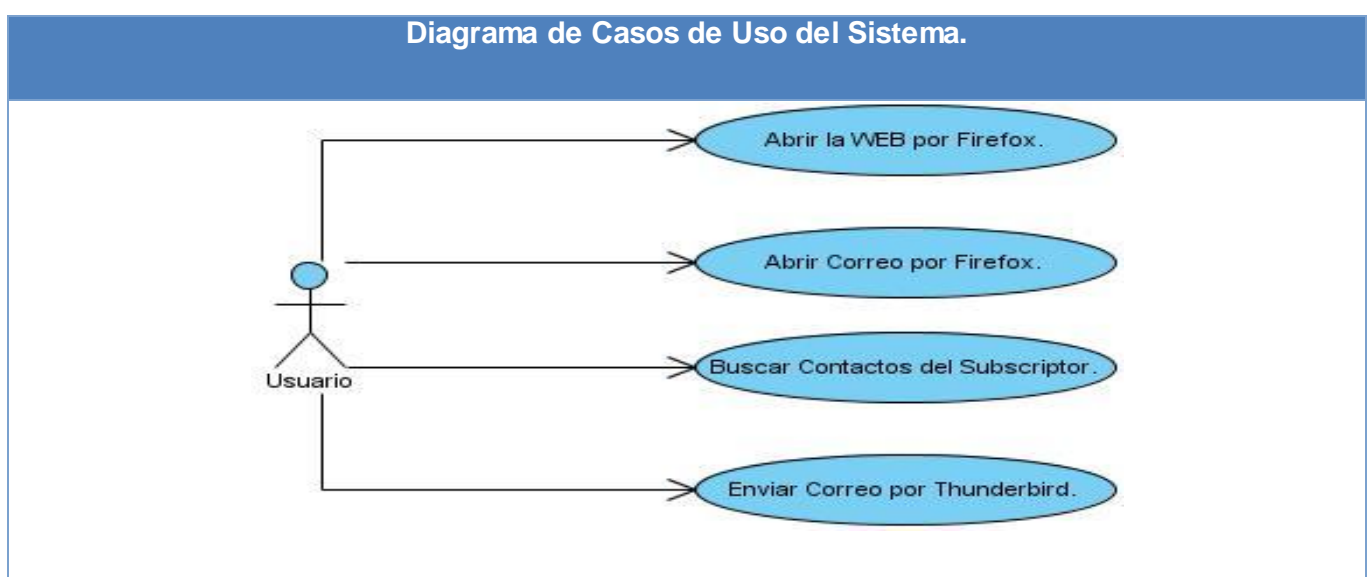 Diagrama de Casos de Uso del Sistema.
Abrir la WEB por Firefox.
Abrir Correo por Firefox.
Buscar Contactos del Subscriptor.
Usuario
Enviar Correo por Thunderbird.